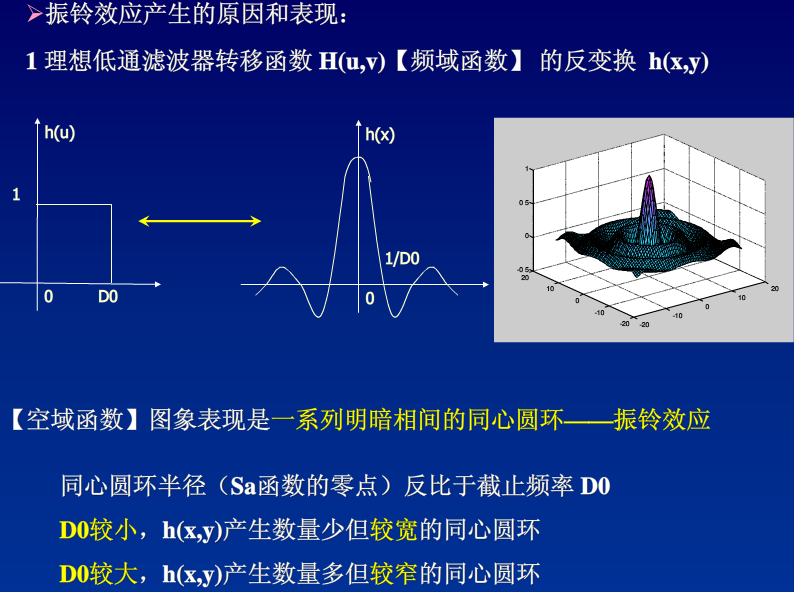 ➢振铃效应产生的原因和表现：
1 理想低通滤波器转移函数 H(u,v)【频域函数】 的反变换 h(x,y)
h(u)
1
0
D0
h(x)
1/D0
0
1
0.5
0
-0.5
20
10
0
-10
-20
-20
-10
0
10
20
【空域函数】图象表现是一系列明暗相间的同心圆环——振铃效应
同心圆环半径（Sa函数的零点）反比于截止频率 D0
D0较小，h(x,y)产生数量少但较宽的同心圆环
D0较大，h(x,y)产生数量多但较窄的同心圆环